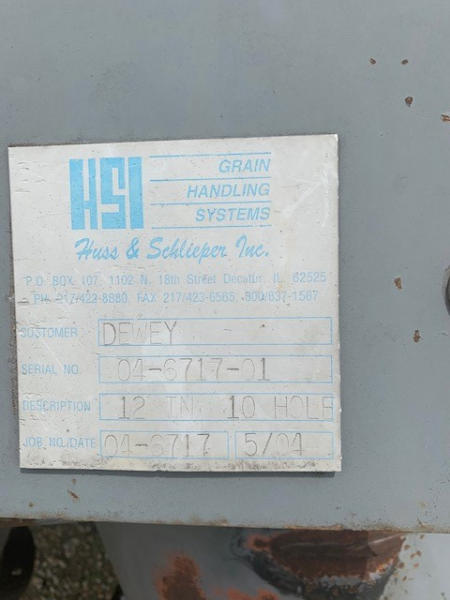 HSI
GRAIN
HANDLING
SYSTEMS
Huss & Schlieper Inc.
P.O. BOX 107, 1102 N. 18th Street Decatur, IL 62525
PH. 217/422-8880, FAX 217/423-6565, 800/637-1567
CUSTOMER DEWEY
SERIAL NO. 04-6717-01
DESCRIPTION 12 IN 10 HOLE
JOB NO./DATE 04-6717 5/04